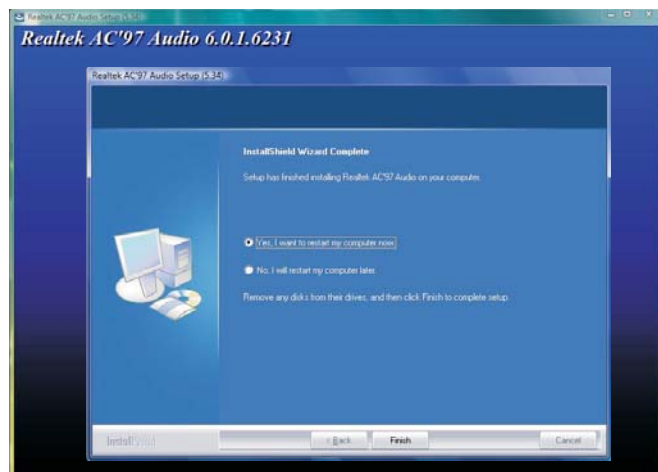 Realtek AC'97 Audio Setup (5.34)
Realtek AC'97 Audio 6.0.1.6231
Realtek AC'97 Audio Setup (5.34)
InstallShield Wizard Complete
Setup has finished installing Realtek AC'97 Audio on your computer.
Yes, I want to restart my computer now.
No, I will restart my computer later.
Remove any disks from their drives, and then click Finish to complete setup.
InstallShield
< Back
Finish
Cancel